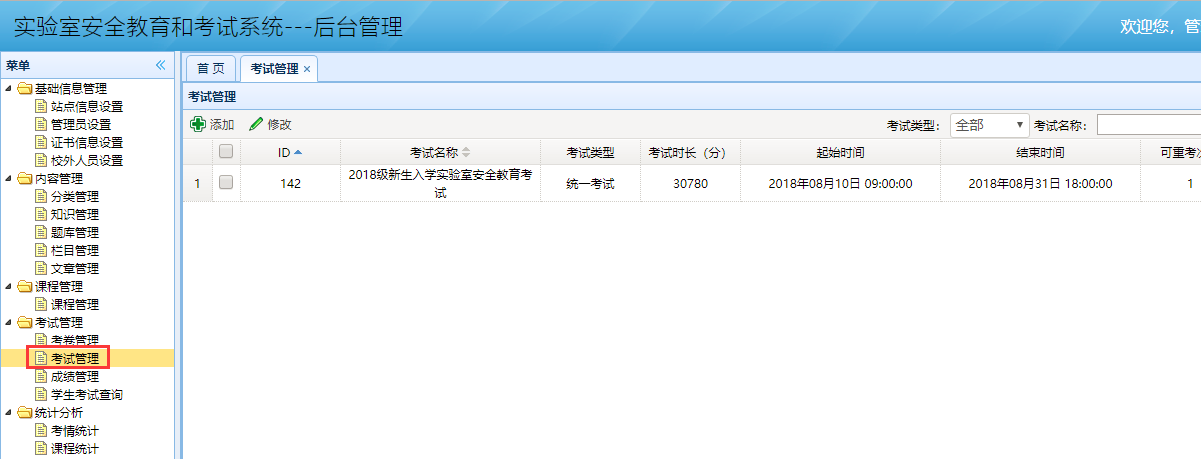 实验室安全教育和考试系统---后台管理
欢迎您，管
菜单
基础信息管理
站点信息设置
管理员设置
证书信息设置
校外人员设置
内容管理
分类管理
知识管理
题库管理
栏目管理
文章管理
课程管理
课程管理
考试管理
考卷管理
考试管理
成绩管理
学生考试查询
统计分析
考情统计
课程统计
首 页 考试管理 ×
考试管理
添加 修改 考试类型： 全部 考试名称：
ID 考试名称 考试类型 考试时长（分） 起始时间 结束时间 可重考次
1 142 2018级新生入学实验室安全教育考 统一考试 30780 2018年08月10日 09:00:00 2018年08月31日 18:00:00 1
试